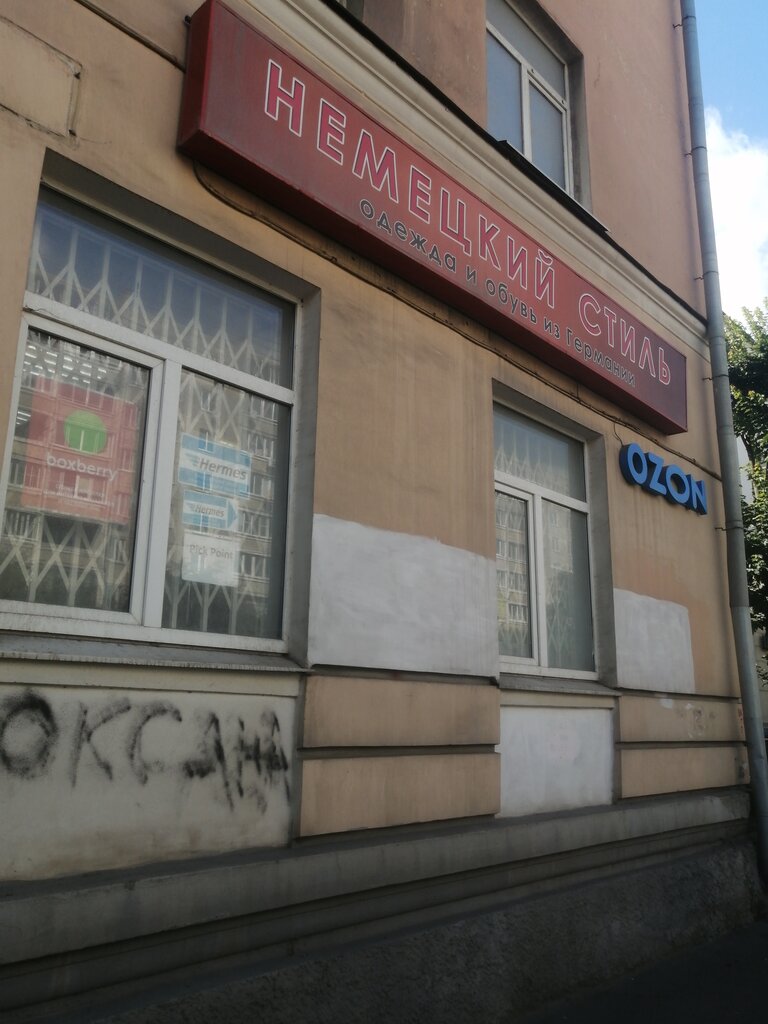 НЕМЕЦКИЙ СТИЛЬ
одежда и обувь из Германии
OZON
boxberry
Hermes
Hermes
Pick Point
ОКСАНА